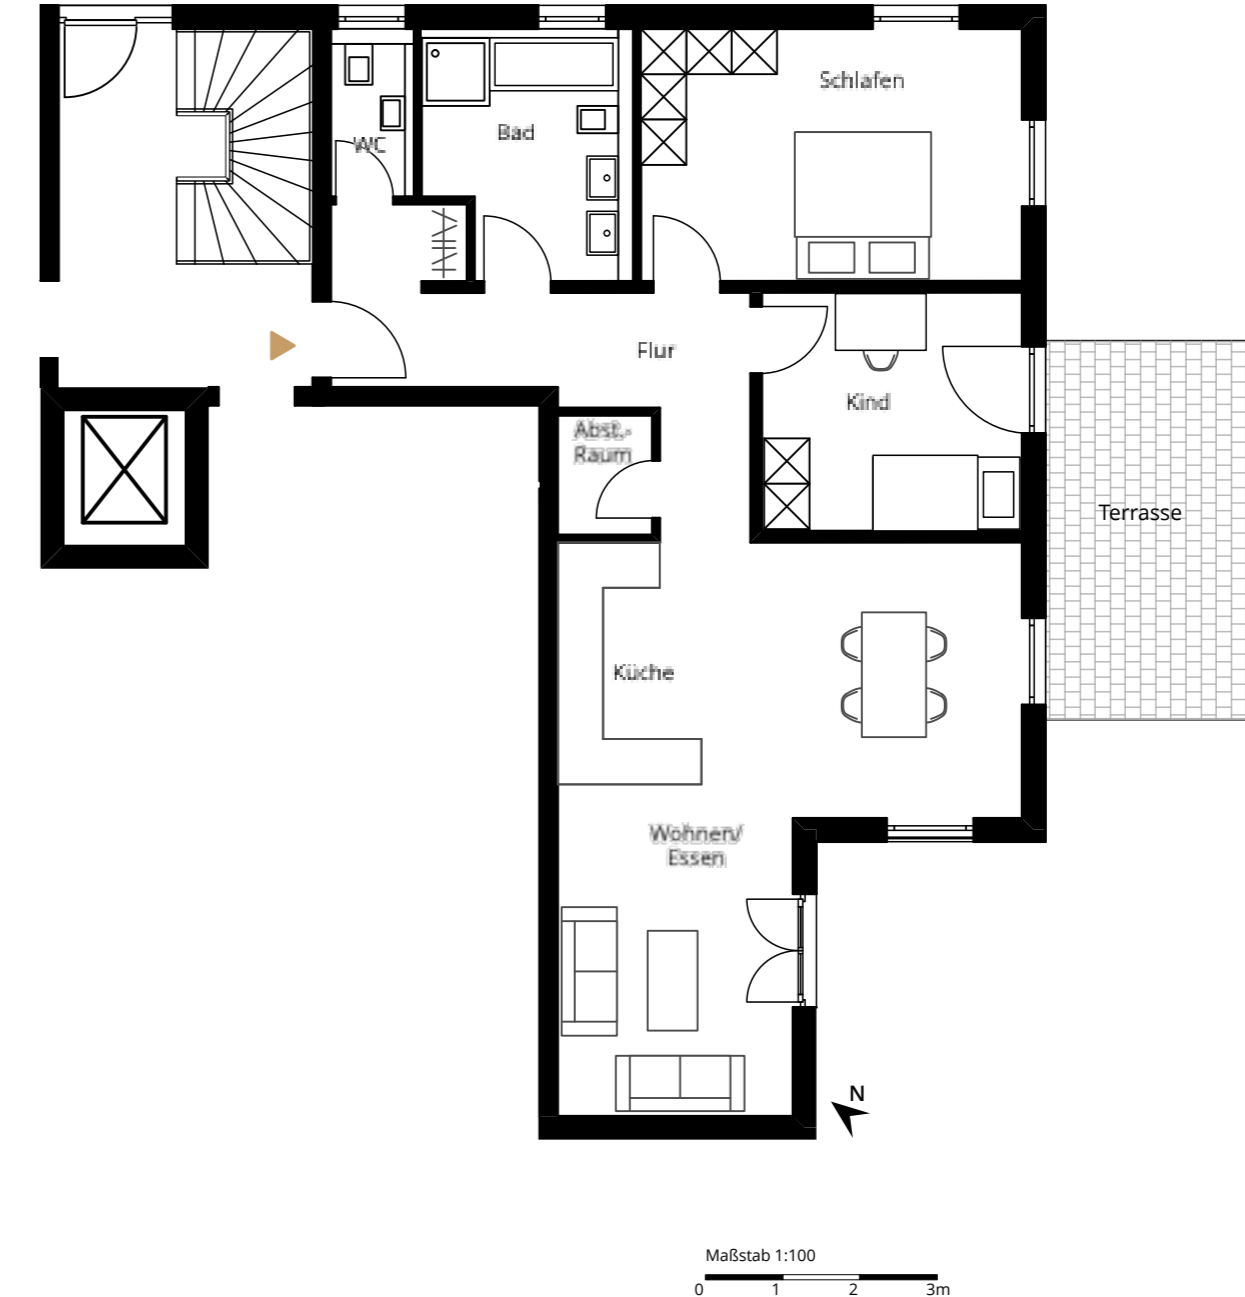 Schlafen
Bad
WC
Flur
Kind
Abst.-
Raum
Terrasse
Küche
Wohnen/
Essen
N
Maßstab 1:100
0 1 2 3m